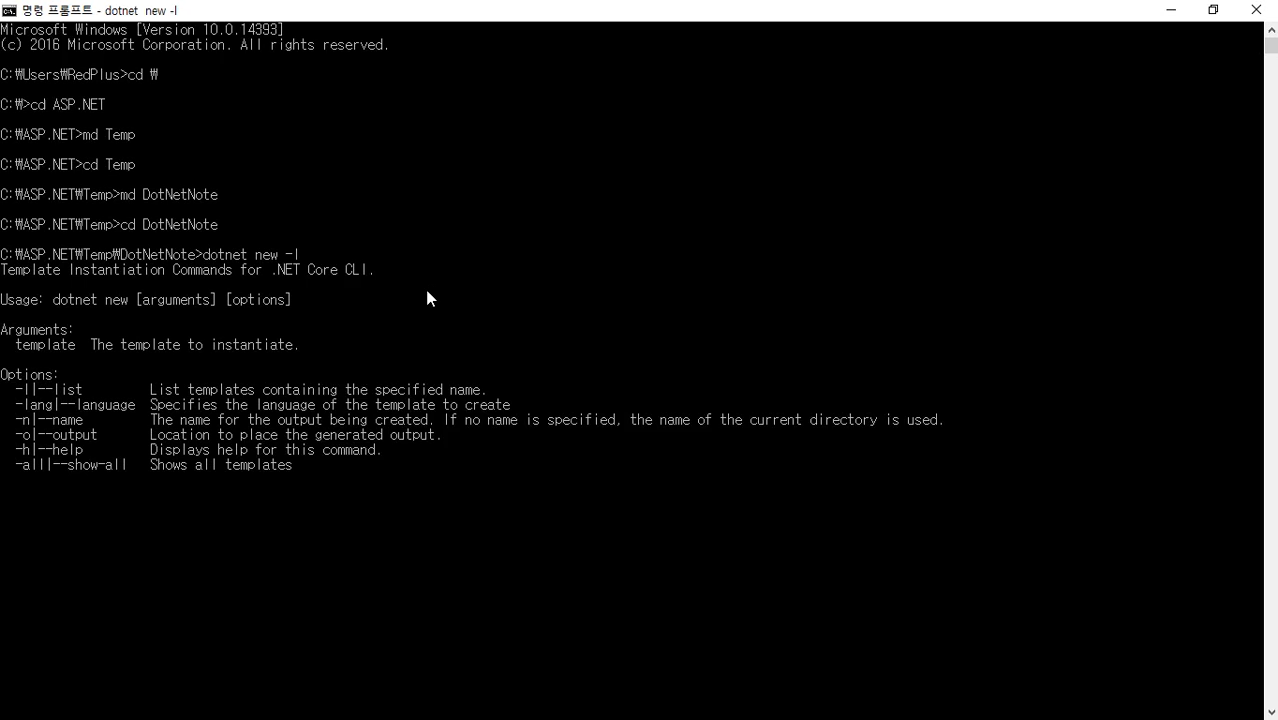 명령 프롬프트 - dotnet new -l
Microsoft Windows [Version 10.0.14393]
(c) 2016 Microsoft Corporation. All rights reserved.
C:₩Users₩RedPlus>cd ₩
C:₩>cd ASP.NET
C:₩ASP.NET>md Temp
C:₩ASP.NET>cd Temp
C:₩ASP.NET₩Temp>md DotNetNote
C:₩ASP.NET₩Temp>cd DotNetNote
C:₩ASP.NET₩Temp₩DotNetNote>dotnet new -l
Template Instantiation Commands for .NET Core CLI.
Usage: dotnet new [arguments] [options]
Arguments:
template  The template to instantiate.
Options:
-l|--list         List templates containing the specified name.
-lang|--language  Specifies the language of the template to create
-n|--name         The name for the output being created. If no name is specified, the name of the current directory is used.
-o|--output       Location to place the generated output.
-h|--help         Displays help for this command.
-all|--show-all   Shows all templates